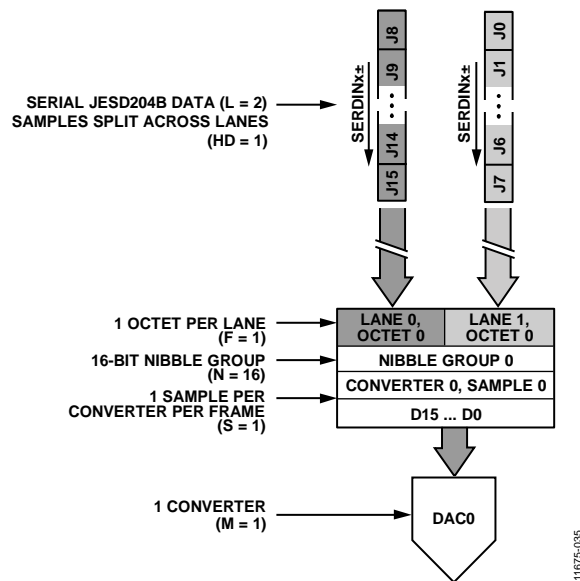 SERIAL JESD204B DATA (L = 2)
SAMPLES SPLIT ACROSS LANES
(HD = 1)
SERDINx±
J8
J9
...
J14
J15
SERDINx±
J0
J1
...
J6
J7
1 OCTET PER LANE
(F = 1)
LANE 0,
OCTET 0
LANE 1,
OCTET 0
16-BIT NIBBLE GROUP
(N = 16)
NIBBLE GROUP 0
1 SAMPLE PER
CONVERTER PER FRAME
(S = 1)
CONVERTER 0, SAMPLE 0
D15 ... D0
1 CONVERTER
(M = 1)
DAC0
11675-035